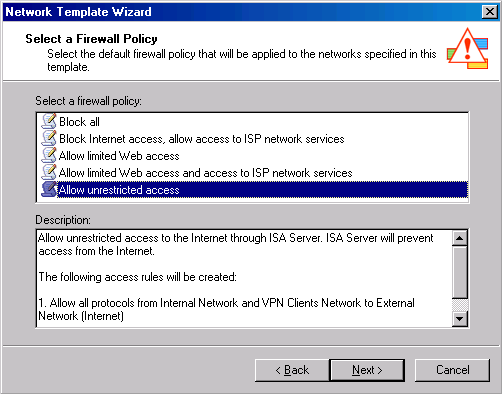 Network Template Wizard
Select a Firewall Policy
Select the default firewall policy that will be applied to the networks specified in this
template.
Select a firewall policy:
Block all
Block Internet access, allow access to ISP network services
Allow limited Web access
Allow limited Web access and access to ISP network services
Allow unrestricted access
Description:
Allow unrestricted access to the Internet through ISA Server. ISA Server will prevent
access from the Internet.
The following access rules will be created:
1. Allow all protocols from Internal Network and VPN Clients Network to External
Network (Internet)
< Back
Next >
Cancel